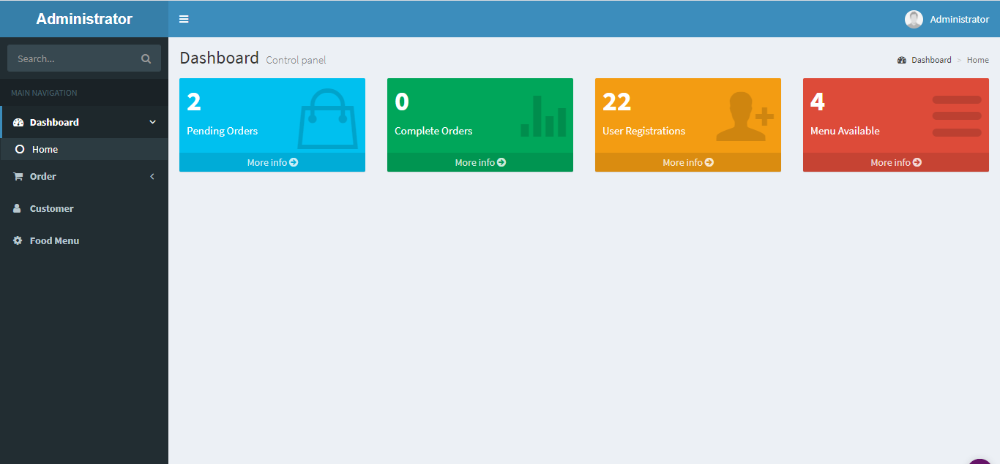 Administrator
Administrator
Search...
MAIN NAVIGATION
Dashboard
Home
Order
Customer
Food Menu
Dashboard Control panel
Dashboard > Home
2
Pending Orders
More info
0
Complete Orders
More info
22
User Registrations
More info
4
Menu Available
More info